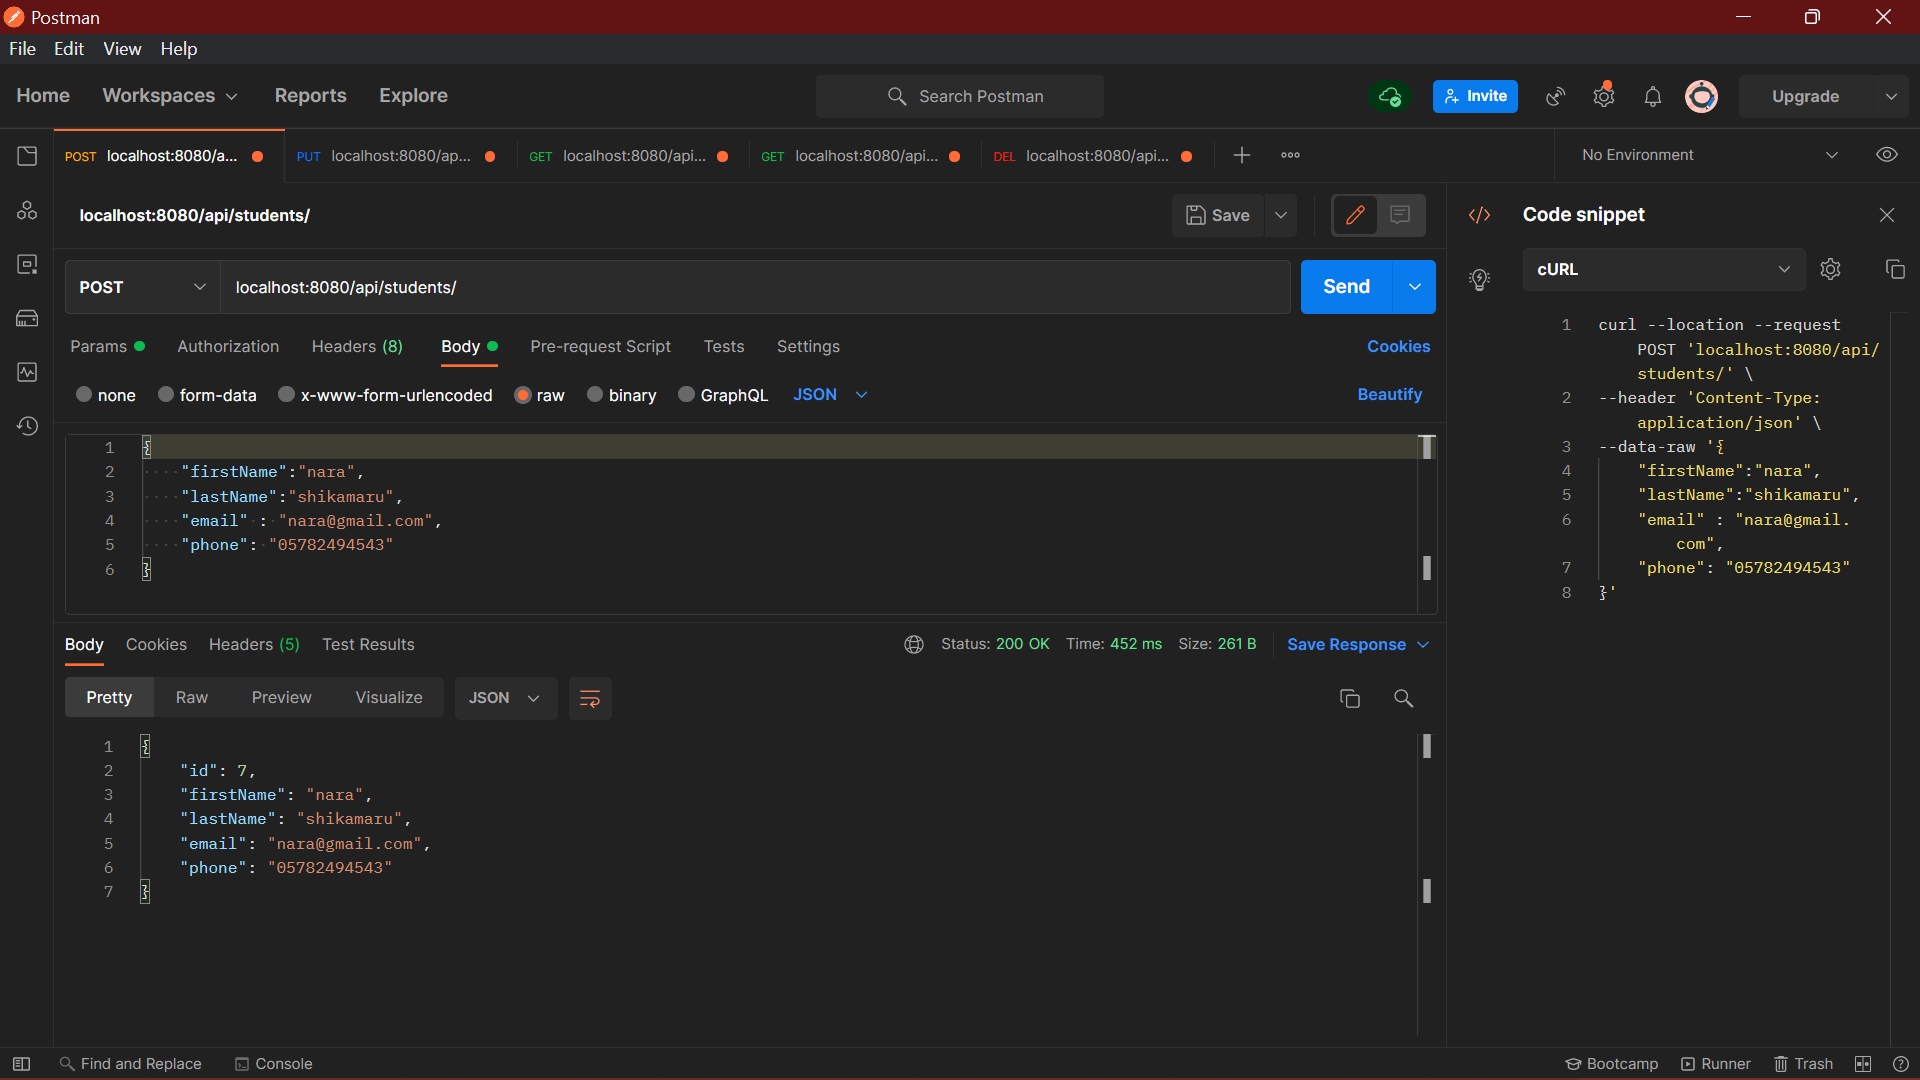 Postman
File Edit View Help
Home Workspaces Reports Explore Search Postman Invite Upgrade
POST localhost:8080/a... PUT localhost:8080/ap... GET localhost:8080/api... GET localhost:8080/api... DEL localhost:8080/api... No Environment
localhost:8080/api/students/ Save
POST localhost:8080/api/students/ Send
Params Authorization Headers (8) Body Pre-request Script Tests Settings Cookies
none form-data x-www-form-urlencoded raw binary GraphQL JSON Beautify
1 {
2 "firstName":"nara",
3 "lastName":"shikamaru",
4 "email" : "nara@gmail.com",
5 "phone": "05782494543"
6 }
Body Cookies Headers (5) Test Results Status: 200 OK Time: 452 ms Size: 261 B Save Response
Pretty Raw Preview Visualize JSON
1 {
2 "id": 7,
3 "firstName": "nara",
4 "lastName": "shikamaru",
5 "email": "nara@gmail.com",
6 "phone": "05782494543"
7 }
Code snippet
cURL
1 curl --location --request
POST 'localhost:8080/api/
students/' \
2 --header 'Content-Type:
application/json' \
3 --data-raw '{
4 "firstName":"nara",
5 "lastName":"shikamaru",
6 "email" : "nara@gmail.
com",
7 "phone": "05782494543"
8 }'
Find and Replace Console Bootcamp Runner Trash